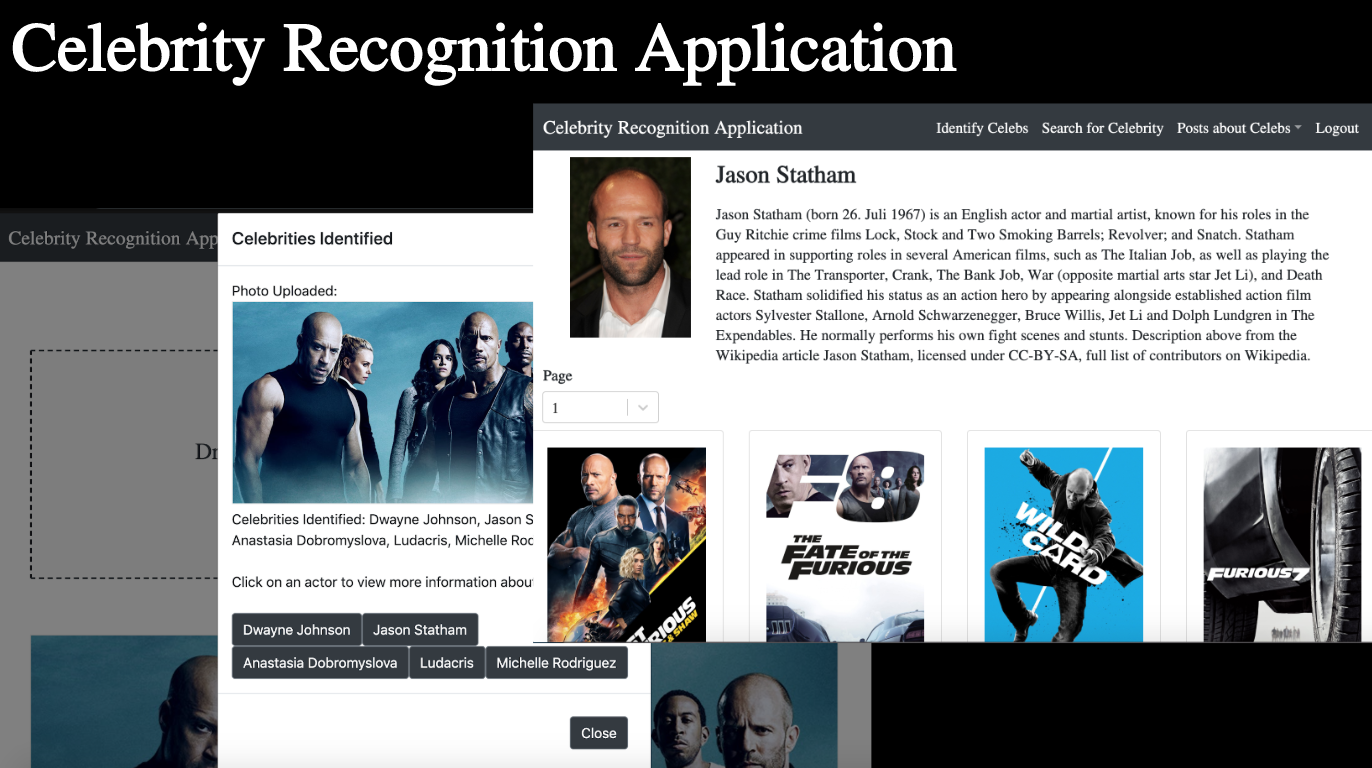 Celebrity Recognition Application
Celebrity Recognition Application
Identify Celebs
Search for Celebrity
Posts about Celebs
Logout
Jason Statham
Jason Statham (born 26. Juli 1967) is an English actor and martial artist, known for his roles in the
Guy Ritchie crime films Lock, Stock and Two Smoking Barrels; Revolver; and Snatch. Statham
appeared in supporting roles in several American films, such as The Italian Job, as well as playing the
lead role in The Transporter, Crank, The Bank Job, War (opposite martial arts star Jet Li), and Death
Race. Statham solidified his status as an action hero by appearing alongside established action film
actors Sylvester Stallone, Arnold Schwarzenegger, Bruce Willis, Jet Li and Dolph Lundgren in The
Expendables. He normally performs his own fight scenes and stunts. Description above from the
Wikipedia article Jason Statham, licensed under CC-BY-SA, full list of contributors on Wikipedia.
Page
1
F8
THE
FATE OF THE
FURIOUS
WILD
CARD
FURIOUS 7
& SHAW
Celebrity Recognition App
Celebrities Identified
Photo Uploaded:
Celebrities Identified: Dwayne Johnson, Jason S
Anastasia Dobromyslova, Ludacris, Michelle Roc
Click on an actor to view more information about
Dwayne Johnson
Jason Statham
Anastasia Dobromyslova
Ludacris
Michelle Rodriguez
Close